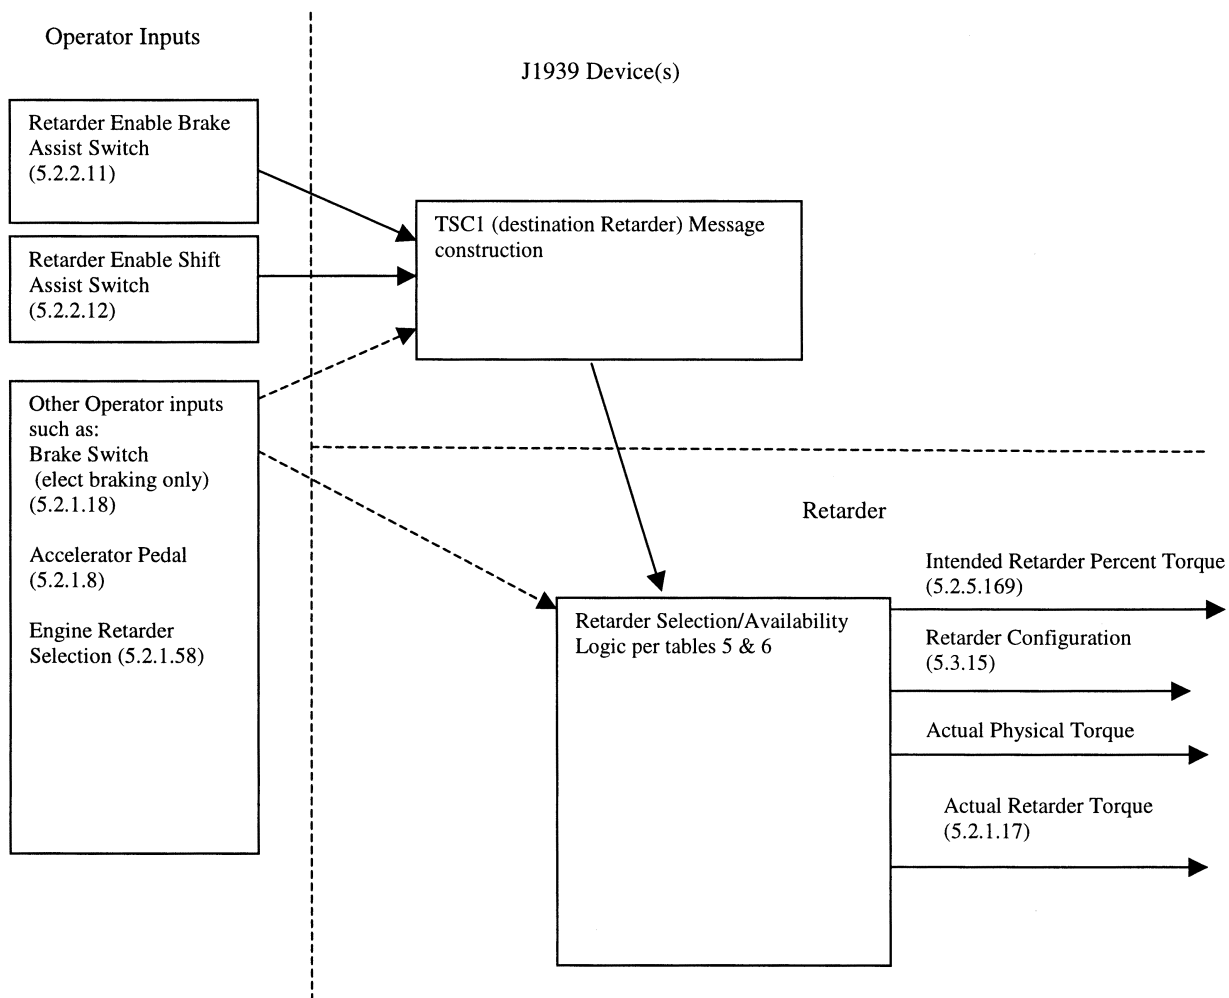 Operator Inputs
J1939 Device(s)
Retarder Enable Brake
Assist Switch
(5.2.2.11)
Retarder Enable Shift
Assist Switch
(5.2.2.12)
TSC1 (destination Retarder) Message
construction
Other Operator inputs
such as:
Brake Switch
(elect braking only)
(5.2.1.18)
Accelerator Pedal
(5.2.1.8)
Engine Retarder
Selection (5.2.1.58)
Retarder
Retarder Selection/Availability
Logic per tables 5 & 6
Intended Retarder Percent Torque
(5.2.5.169)
Retarder Configuration
(5.3.15)
Actual Physical Torque
Actual Retarder Torque
(5.2.1.17)